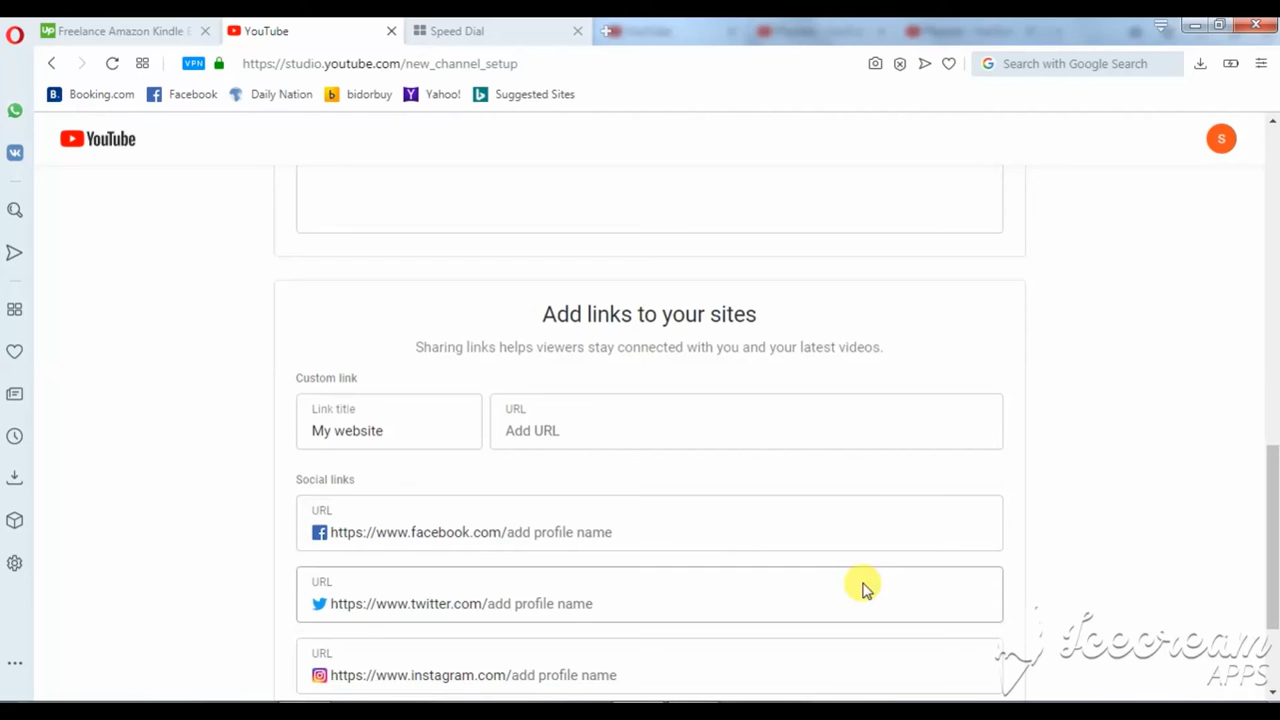 Freelance Amazon Kindle E
YouTube
Speed Dial
VPN
https://studio.youtube.com/new_channel_setup
Search with Google Search
Booking.com
Facebook
Daily Nation
bidorbuy
Yahoo!
Suggested Sites
YouTube
S
Add links to your sites
Sharing links helps viewers stay connected with you and your latest videos.
Custom link
Link title
My website
URL
Add URL
Social links
URL
https://www.facebook.com/add profile name
URL
https://www.twitter.com/add profile name
URL
https://www.instagram.com/add profile name
Icecream
APPS